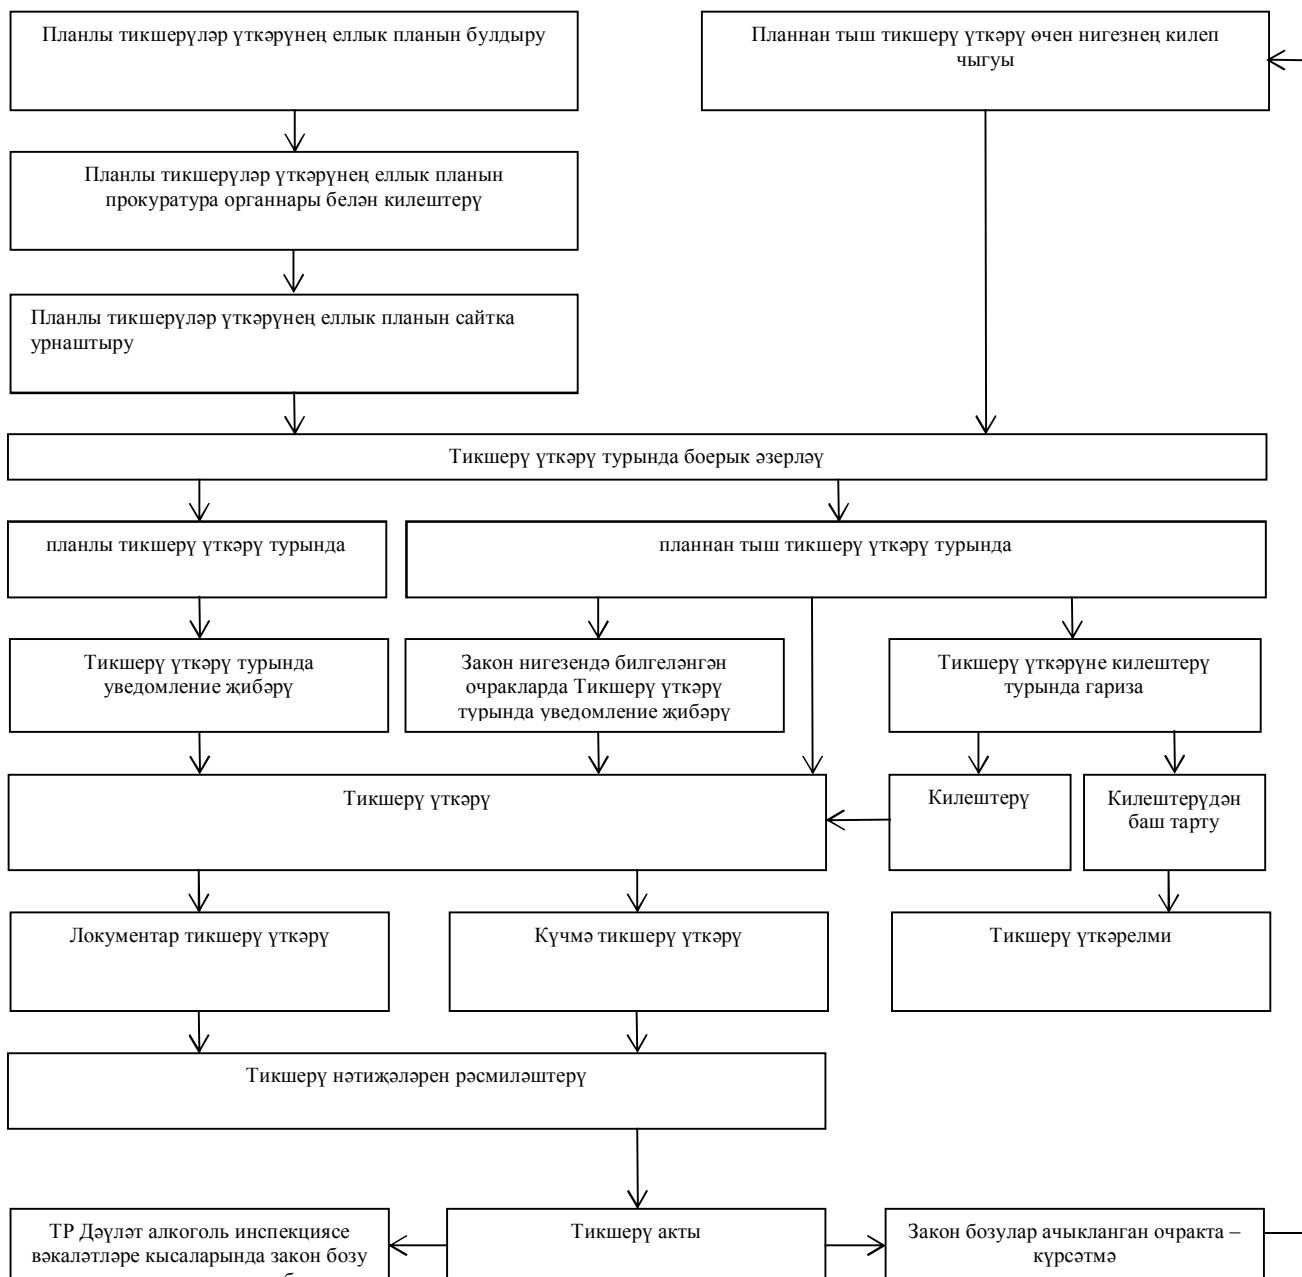 Планлы тикшерүләр үткәрүнең еллык планын булдыру
Планнан тыш тикшерү үткәрү өчен нигезнең килеп
чыгуы
Планлы тикшерүләр үткәрүнең еллык планын
прокуратура органнары белән килештерү
Планлы тикшерүләр үткәрүнең еллык планын сайтка
урнаштыру
Тикшерү үткәрү турында боерык әзерләү
планлы тикшерү үткәрү турында
планнан тыш тикшерү үткәрү турында
Тикшерү үткәрү турында
уведомление җибәрү
Закон нигезендә билгеләнгән
очракларда Тикшерү үткәрү
турында уведомление җибәрү
Тикшерү үткәрүне килештерү
турында гариза
Тикшерү үткәрү
Килештерү
Килештерүдән
баш тарту
Локументар тикшерү үткәрү
Күчмә тикшерү үткәрү
Тикшерү үткәрелми
Тикшерү нәтиҗәләрен рәсмиләштерү
ТР Дәүләт алкоголь инспекциясе
вәкаләтләре кысаларында закон бозу
Тикшерү акты
Закон бозулар ачыкланган очракта –
күрсәтмә